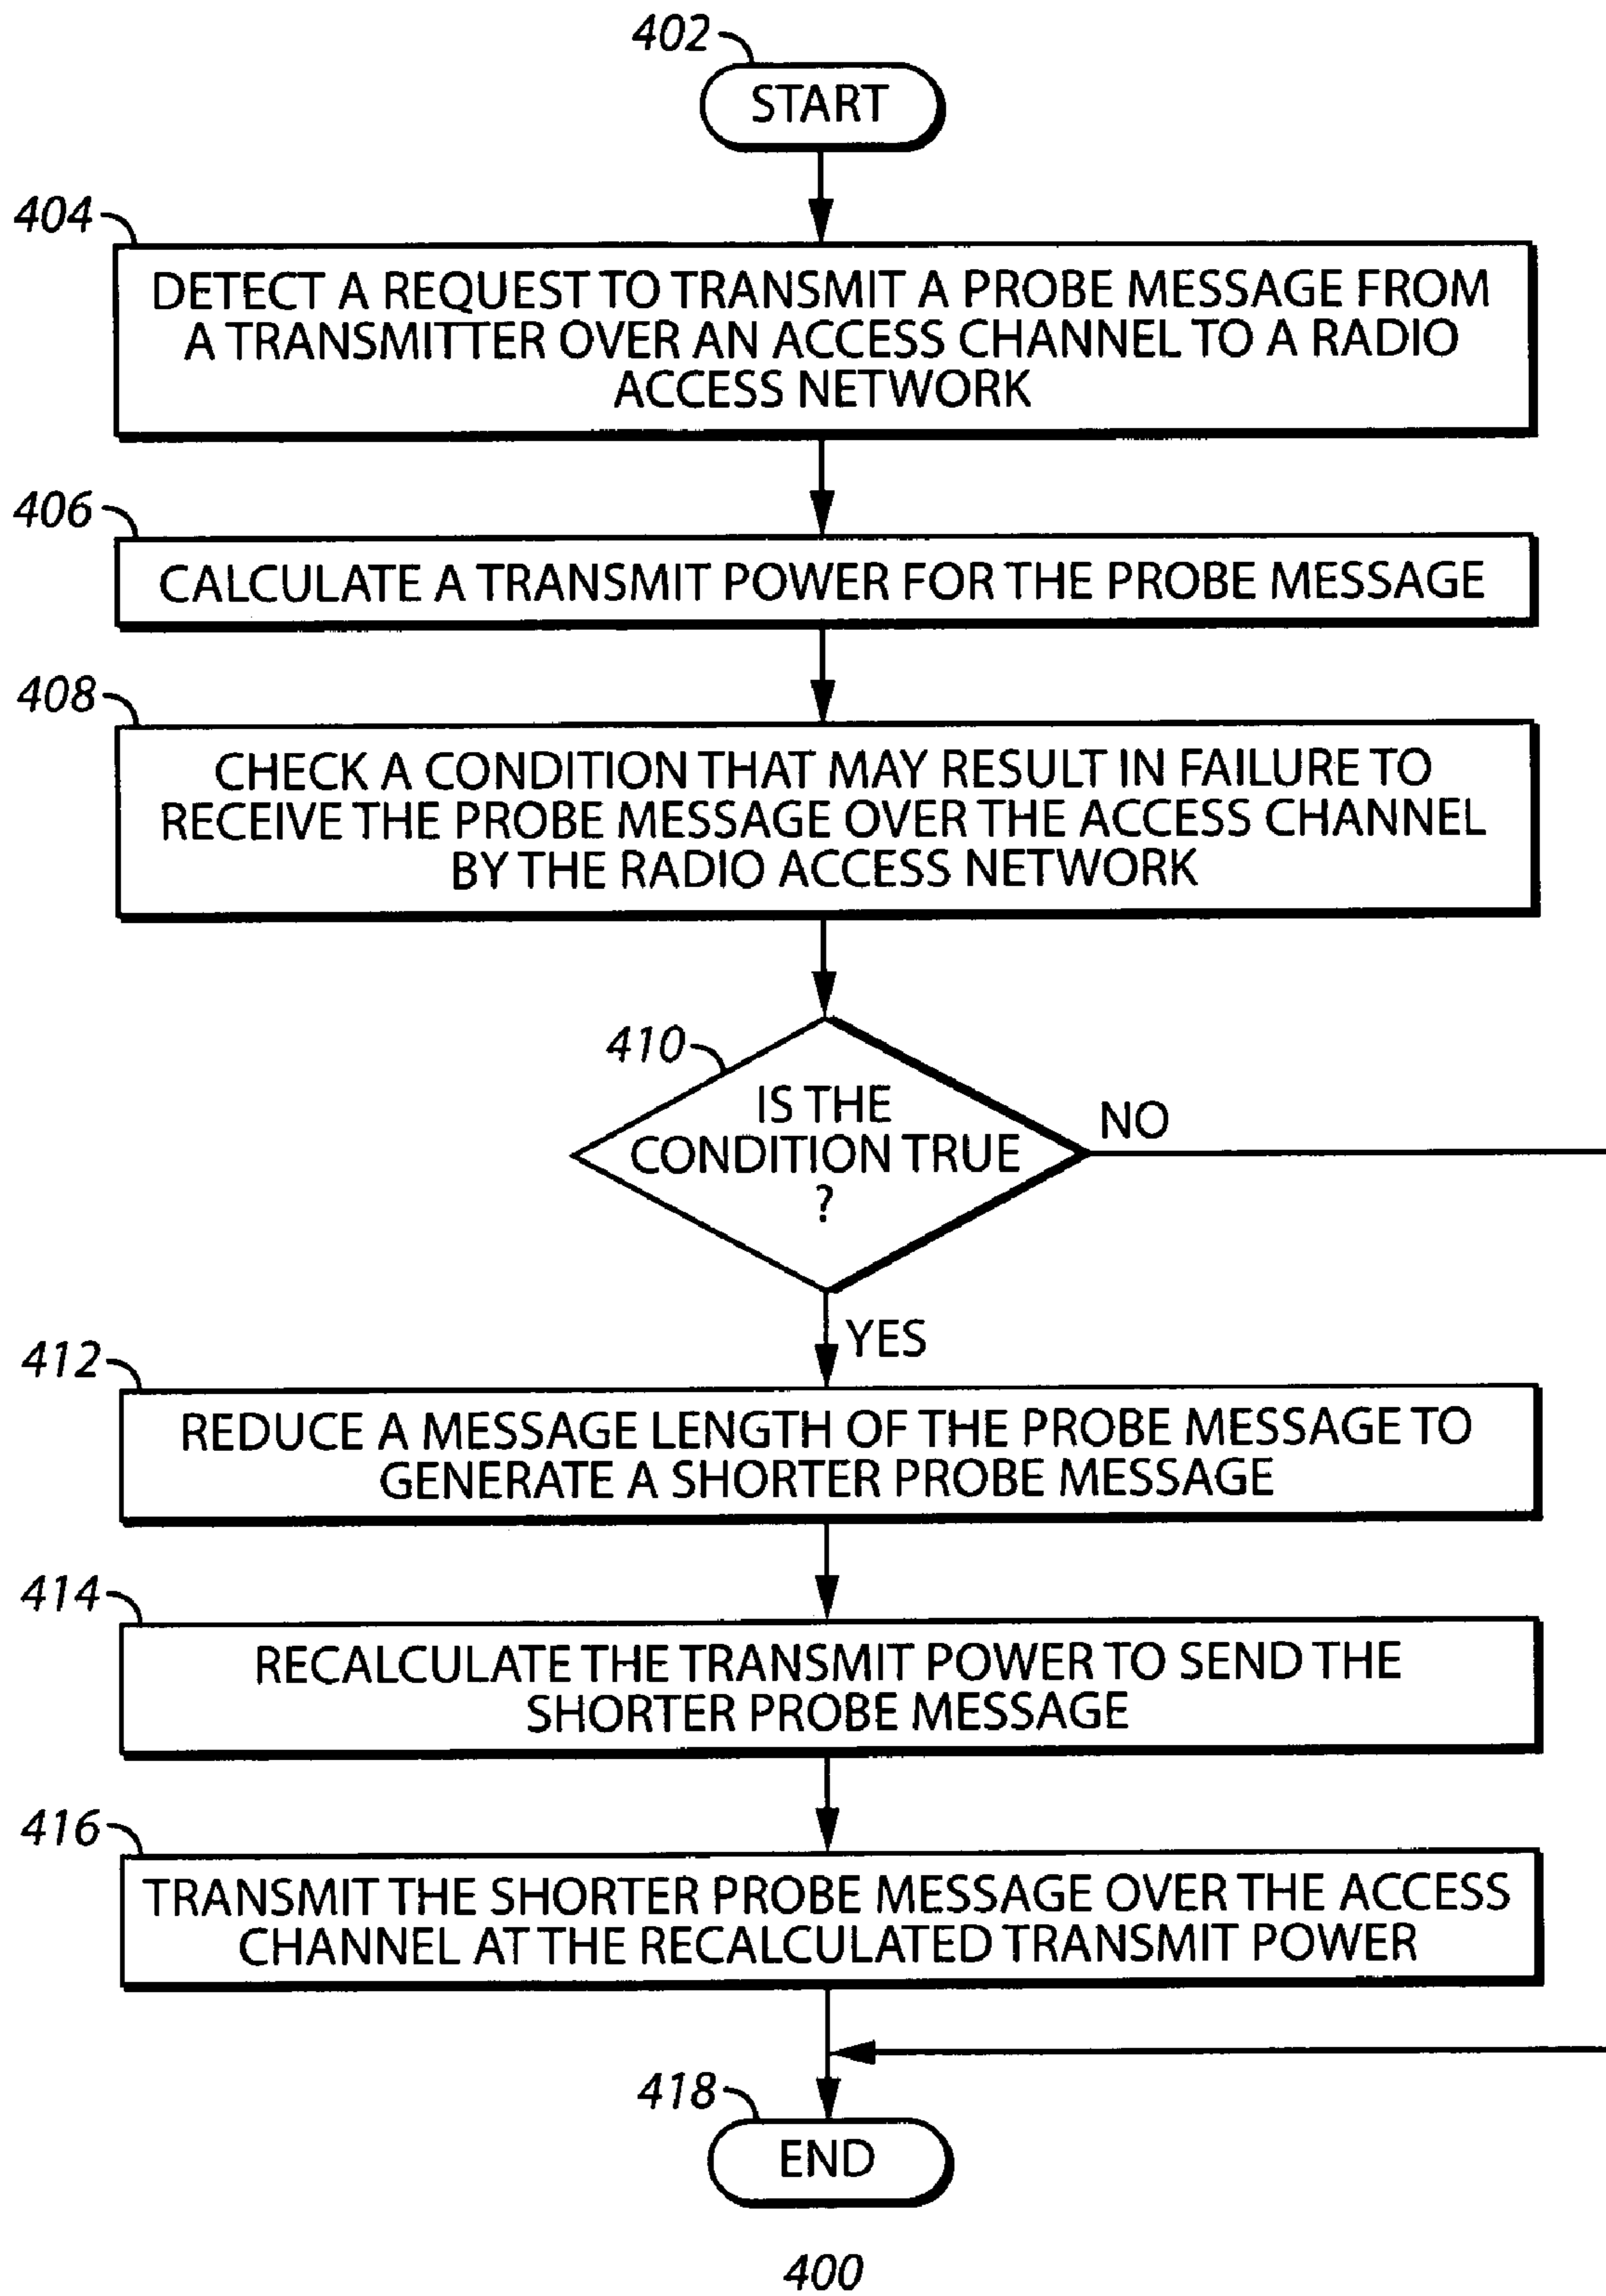 402
START
404
DETECT A REQUEST TO TRANSMIT A PROBE MESSAGE FROM
A TRANSMITTER OVER AN ACCESS CHANNEL TO A RADIO
ACCESS NETWORK
406
CALCULATE A TRANSMIT POWER FOR THE PROBE MESSAGE
408
CHECK A CONDITION THAT MAY RESULT IN FAILURE TO
RECEIVE THE PROBE MESSAGE OVER THE ACCESS CHANNEL
BY THE RADIO ACCESS NETWORK
410
IS THE
CONDITION TRUE
?
NO
YES
412
REDUCE A MESSAGE LENGTH OF THE PROBE MESSAGE TO
GENERATE A SHORTER PROBE MESSAGE
414
RECALCULATE THE TRANSMIT POWER TO SEND THE
SHORTER PROBE MESSAGE
416
TRANSMIT THE SHORTER PROBE MESSAGE OVER THE ACCESS
CHANNEL AT THE RECALCULATED TRANSMIT POWER
418
END
400